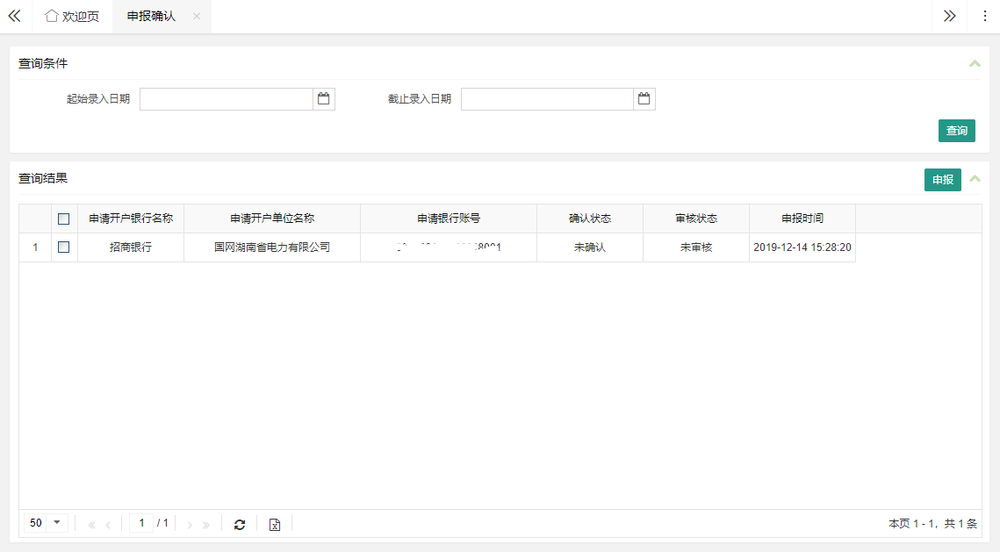 欢迎页 申报确认
查询条件
起始录入日期 截止录入日期
查询
查询结果 申报
申请开户银行名称 申请开户单位名称 申请银行账号 确认状态 审核状态 申报时间
1 招商银行 国网湖南省电力有限公司 未确认 未审核 2019-12-14 15:28:20
50 1 / 1 本页 1 - 1，共 1 条